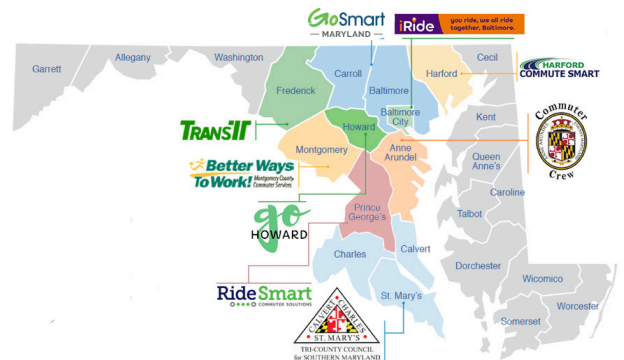 GoSmart
MARYLAND
iRide
you ride, we all ride
together, Baltimore.
Garrett
Allegany
Washington
Frederick
Carroll
Baltimore
Harford
Cecil
HARFORD
COMMUTE SMART
Baltimore
City
Kent
Commuter
Crew
TRANSIT
Howard
Montgomery
Anne
Arundel
Queen
Anne's
Better Ways
To Work!
Montgomery County
Commuter Services
Caroline
go
HOWARD
Prince
George's
Talbot
Calvert
Charles
Dorchester
Wicomico
RideSmart
COMMUTER SOLUTIONS
St. Mary's
Worcester
Somerset
CALVERT
CHARLES
ST. MARY'S
TRI-COUNTY COUNCIL
for SOUTHERN MARYLAND